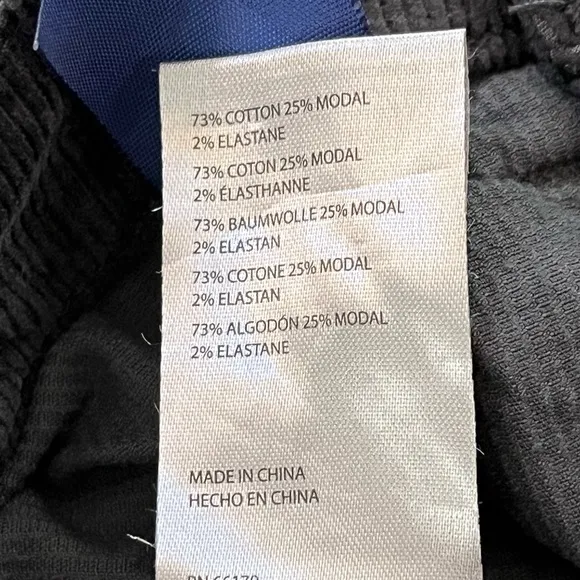 73% COTTON 25% MODAL
2% ELASTANE
73% COTON 25% MODAL
2% ÉLASTHANNE
73% BAUMWOLLE 25% MODAL
2% ELASTAN
73% COTONE 25% MODAL
2% ELASTAN
73% ALGODÓN 25% MODAL
2% ELASTANE
MADE IN CHINA
HECHO EN CHINA